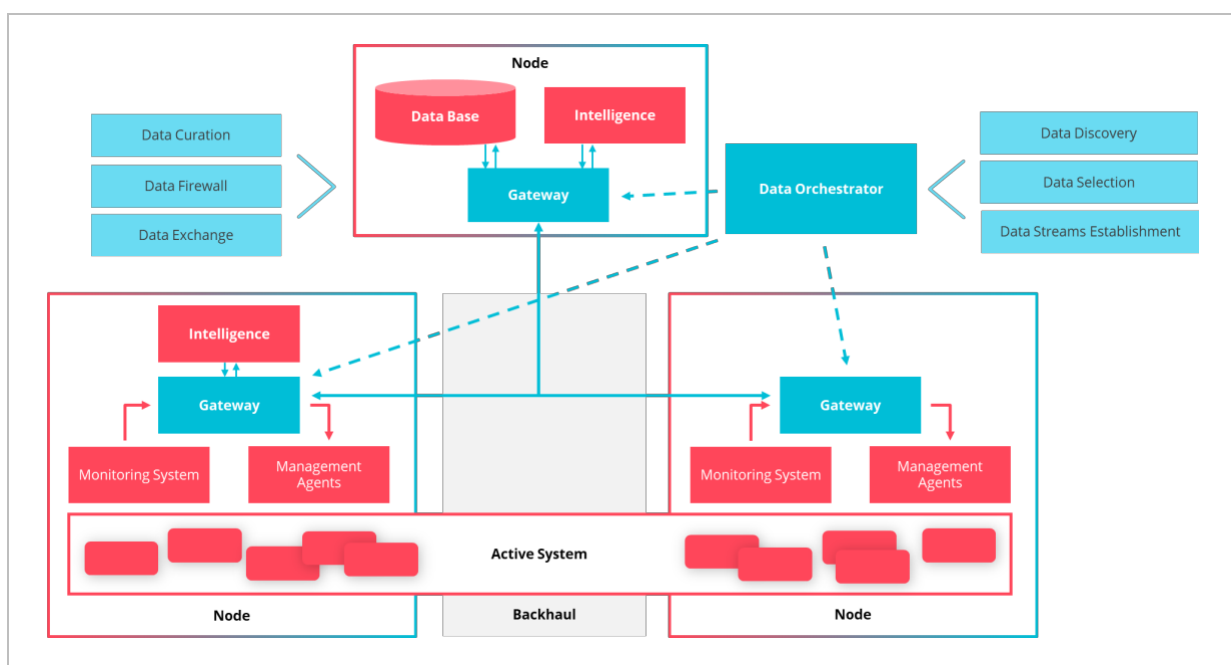 Node
Data Base
Intelligence
Gateway
Data Curation
Data Firewall
Data Exchange
Data Orchestrator
Data Discovery
Data Selection
Data Streams Establishment
Intelligence
Gateway
Monitoring System
Management
Agents
Gateway
Monitoring System
Management
Agents
Active System
Node
Backhaul
Node